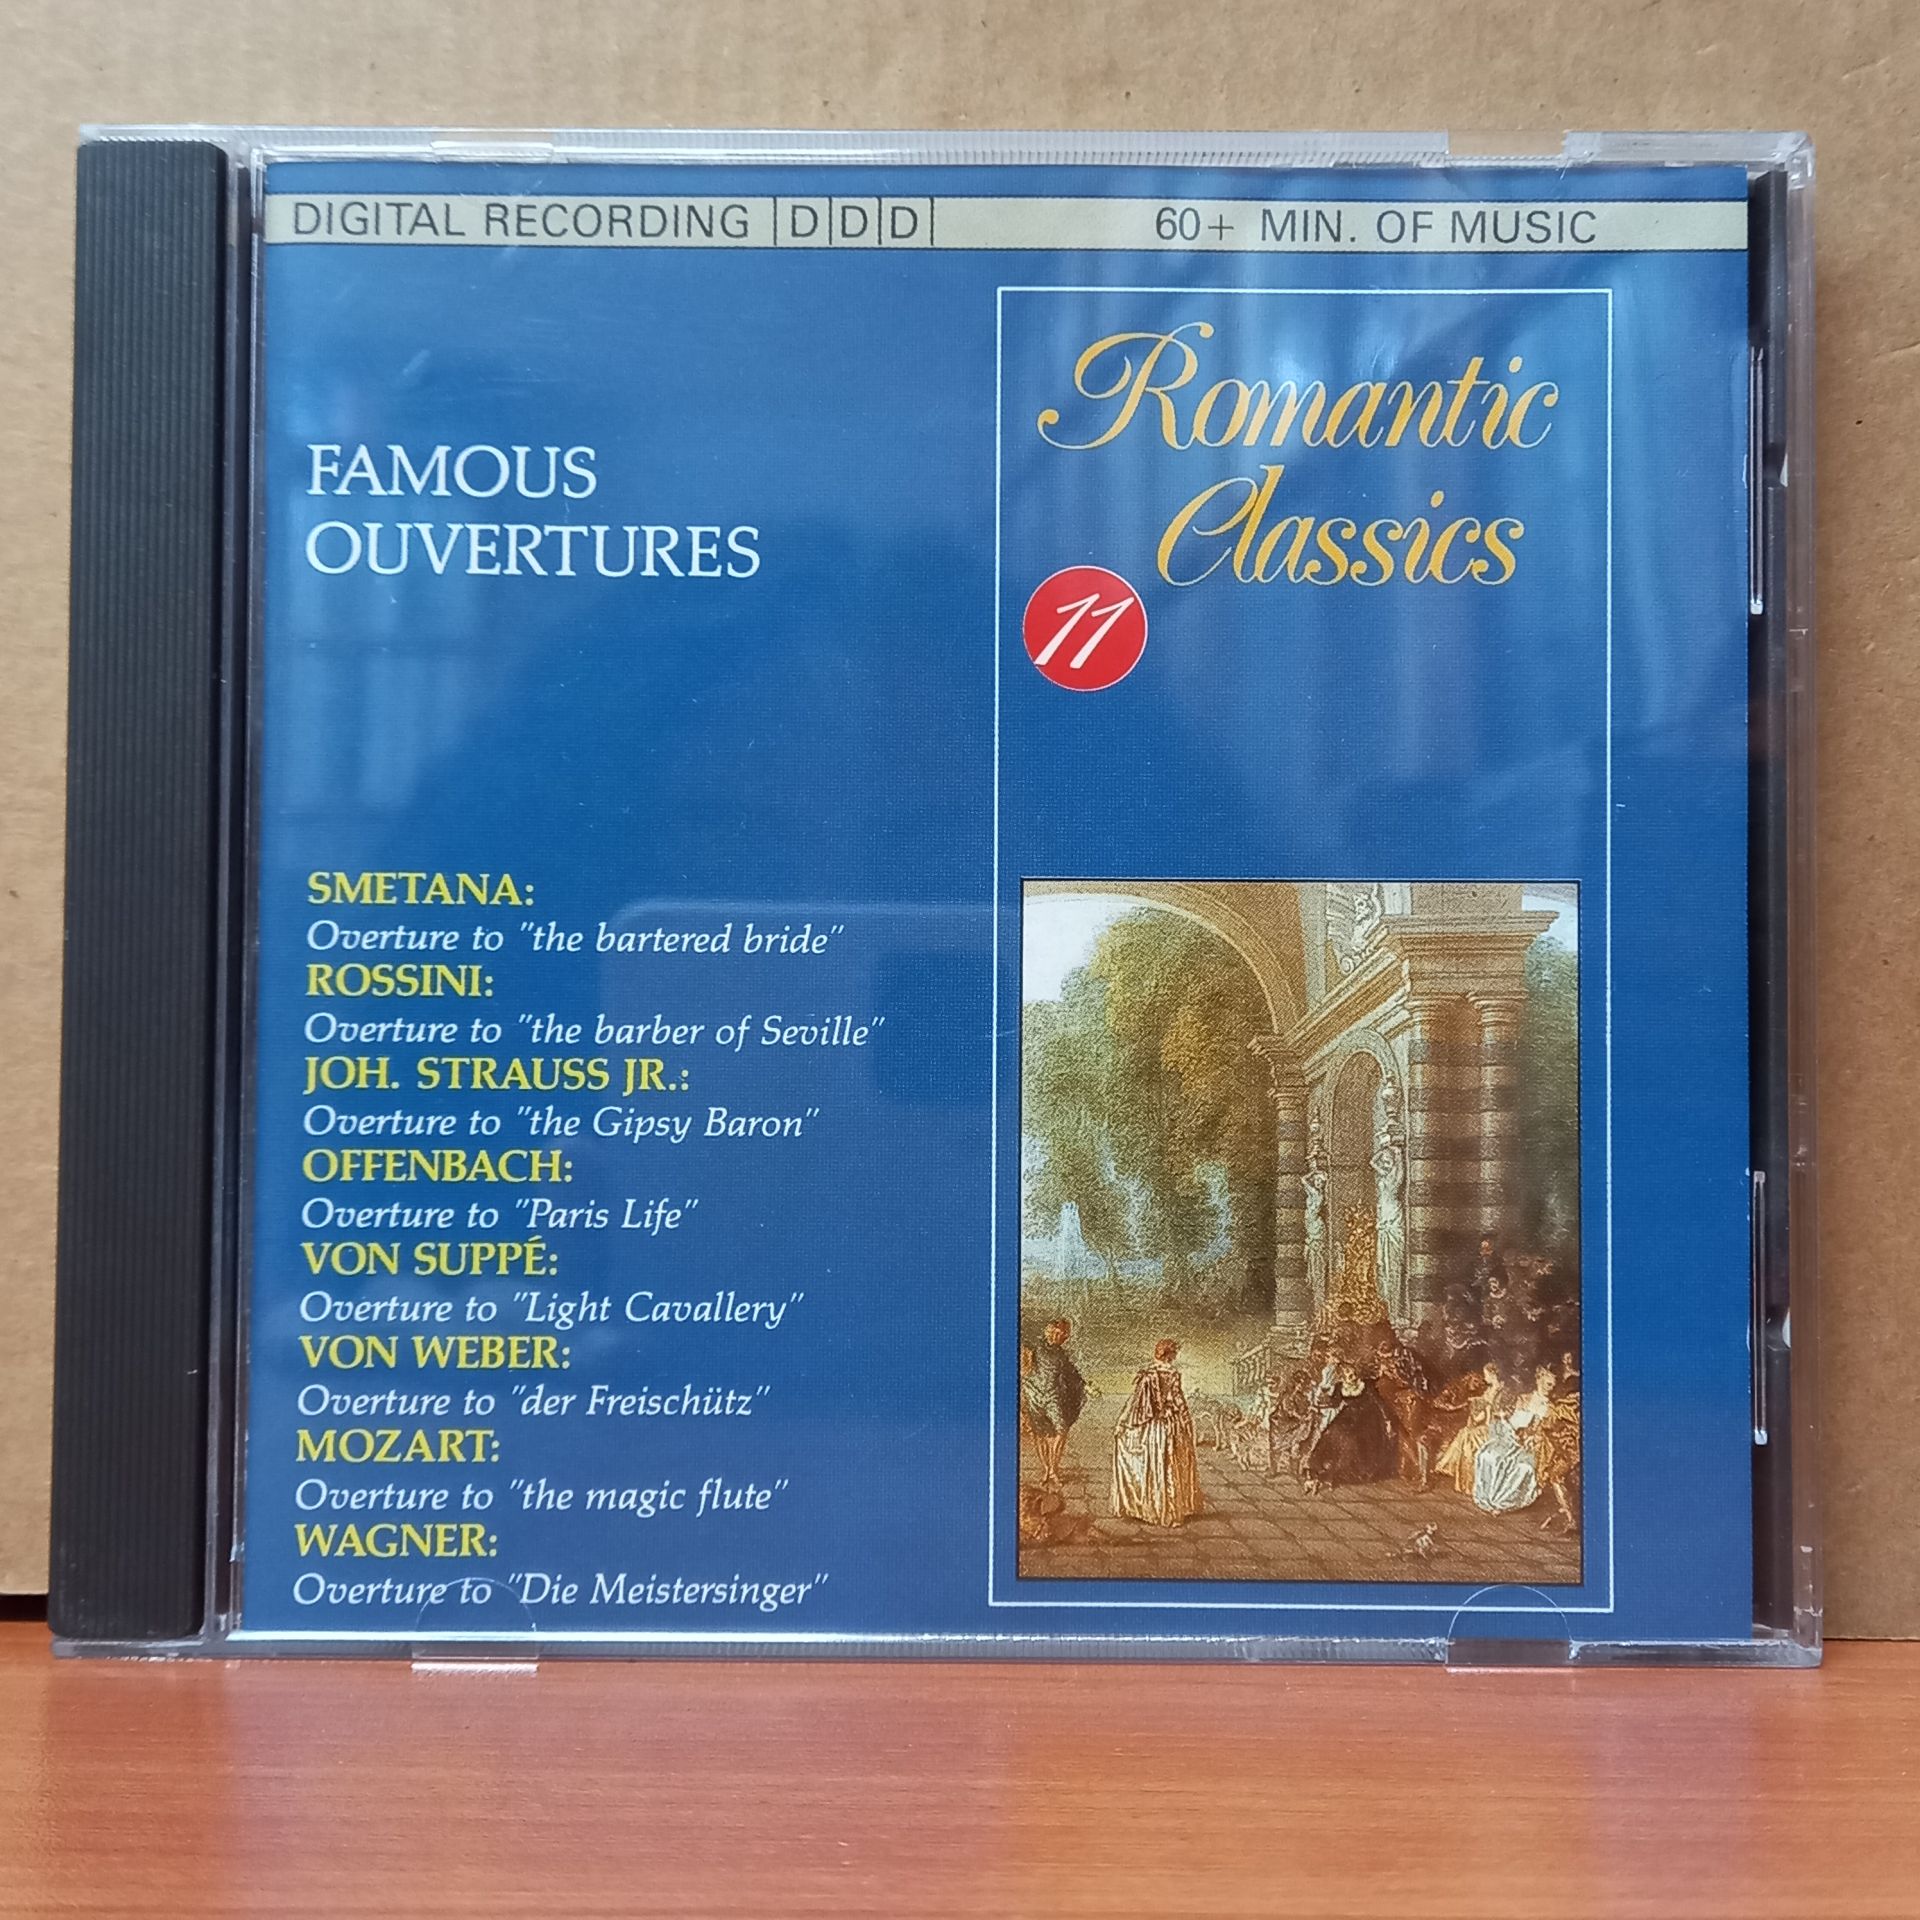 DIGITAL RECORDING |D|D|D|
60+ MIN. OF MUSIC
Romantic
Classics
11
FAMOUS
OUVERTURES
SMETANA:
Overture to "the bartered bride"
ROSSINI:
Overture to "the barber of Seville"
JOH. STRAUSS JR.:
Overture to "the Gipsy Baron"
OFFENBACH:
Overture to "Paris Life"
VON SUPPÉ:
Overture to "Light Cavallery"
VON WEBER:
Overture to "der Freischütz"
MOZART:
Overture to "the magic flute"
WAGNER:
Overture to "Die Meistersinger"